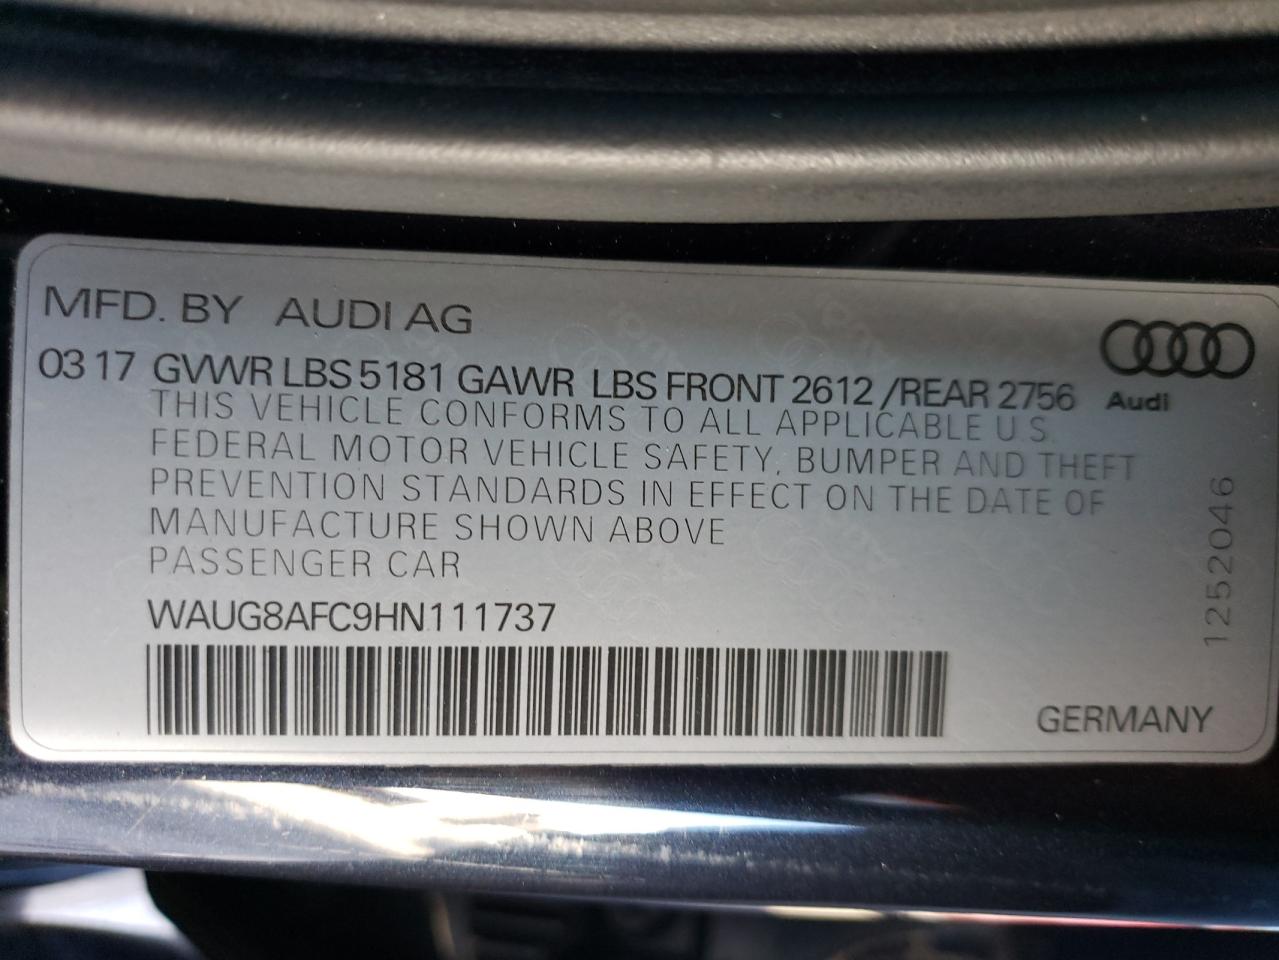 MFD. BY AUDI AG
03 17 GVWR LBS 5181 GAWR LBS FRONT 2612 /REAR 2756
Audi
THIS VEHICLE CONFORMS TO ALL APPLICABLE U S.
FEDERAL MOTOR VEHICLE SAFETY, BUMPER AND THEFT
PREVENTION STANDARDS IN EFFECT ON THE DATE OF
MANUFACTURE SHOWN ABOVE
PASSENGER CAR
WAUG8AFC9HN111737
1252046
GERMANY